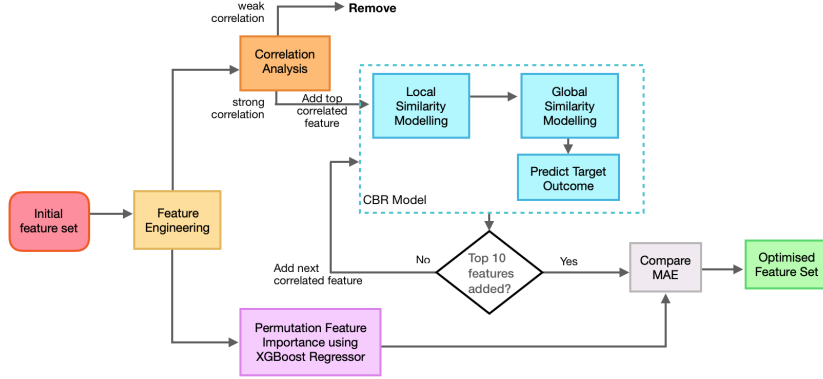 weak
correlation
Remove
Correlation
Analysis
strong
correlation
Add top
correlated
feature
Local
Similarity
Modelling
Global
Similarity
Modelling
Predict Target
Outcome
CBR Model
Initial
feature set
Feature
Engineering
No
Top 10
features
added?
Yes
Add next
correlated feature
Compare
MAE
Optimised
Feature Set
Permutation Feature
Importance using
XGBoost Regressor